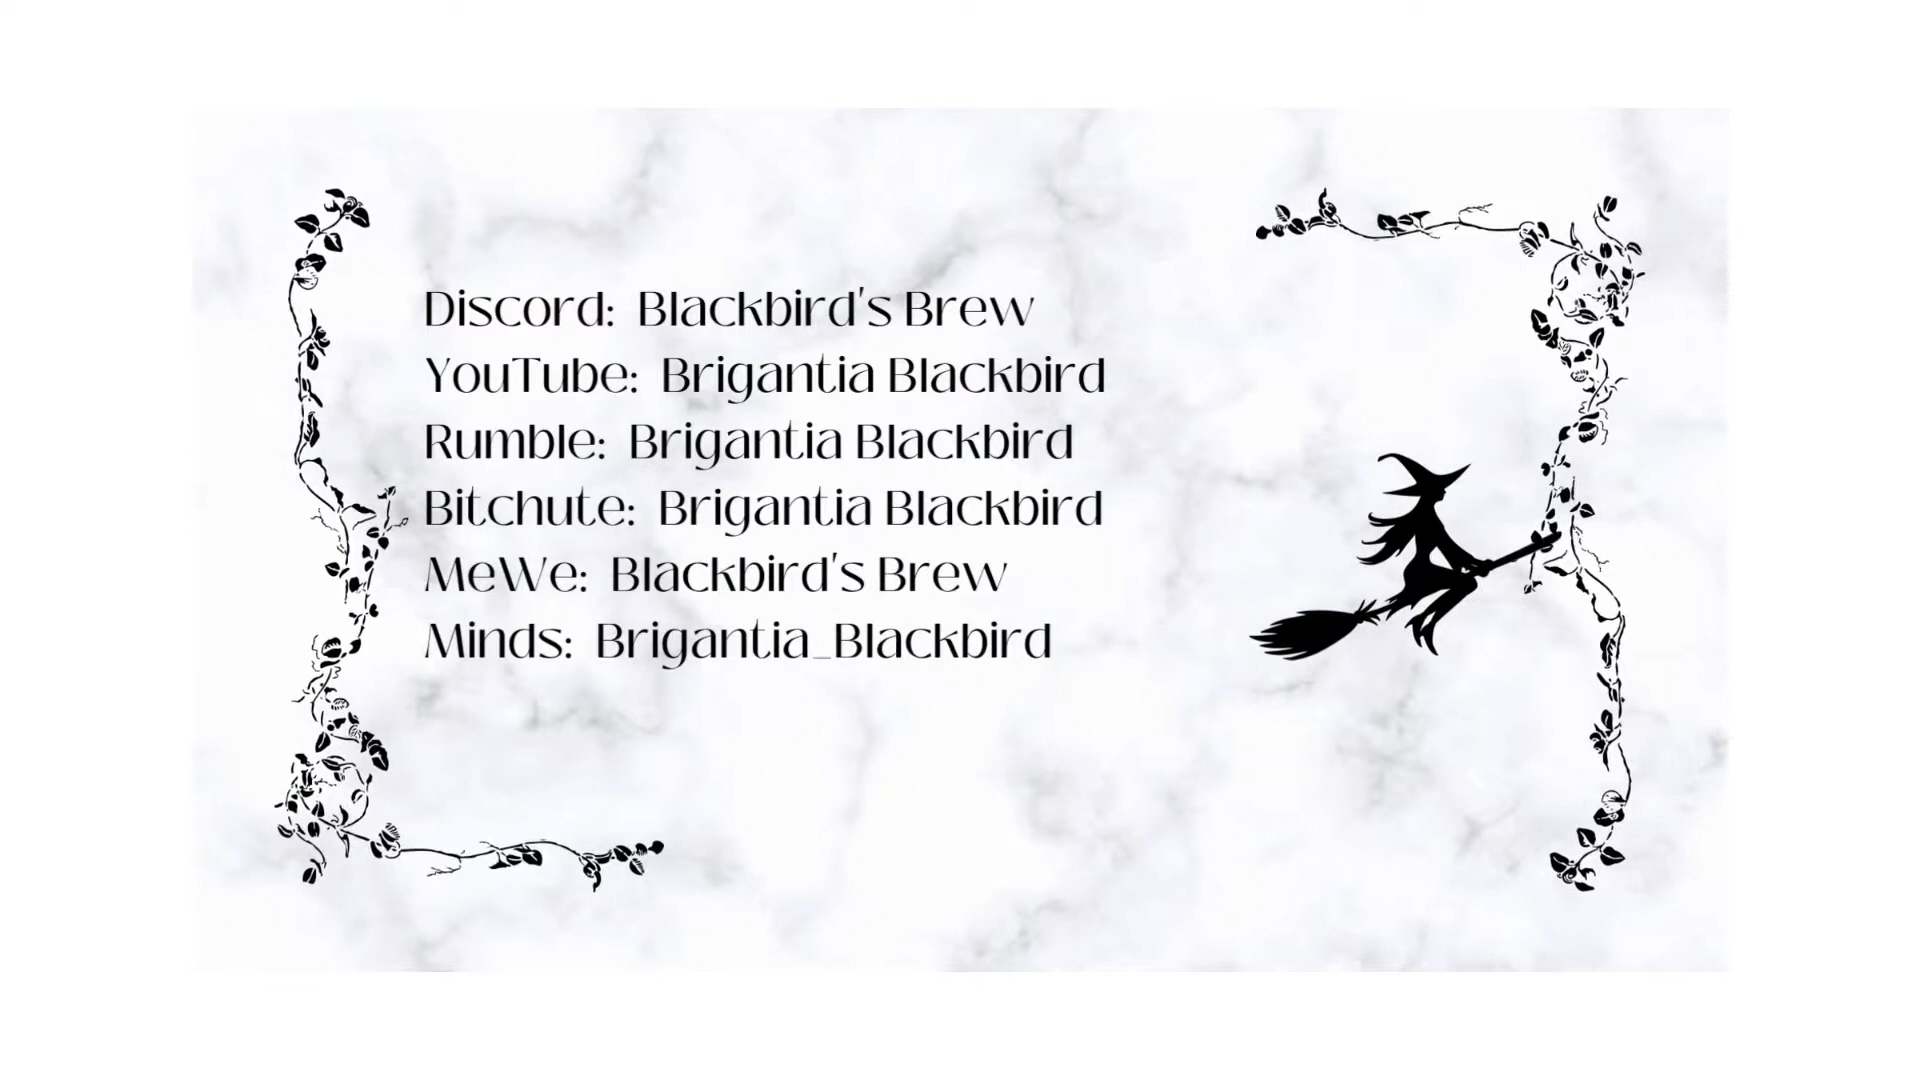 Discord: Blackbird's Brew
YouTube: Brigantia Blackbird
Rumble: Brigantia Blackbird
Bitchute: Brigantia Blackbird
MeWe: Blackbird's Brew
Minds: Brigantia_Blackbird